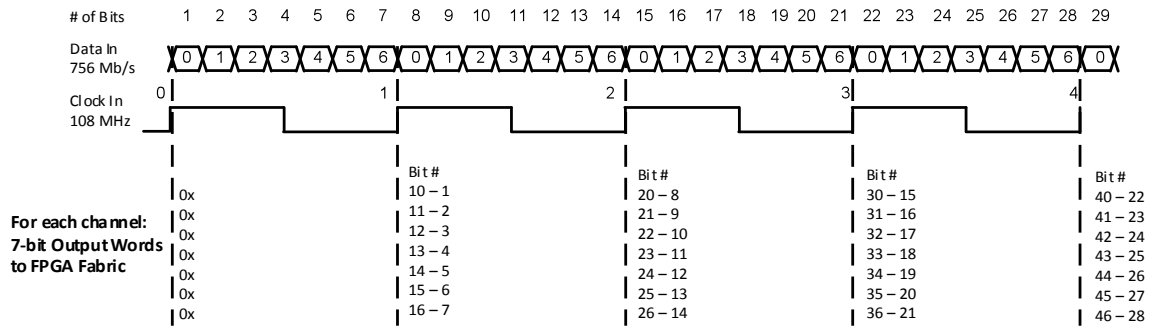 # of Bits 1 2 3 4 5 6 7 8 9 10 11 12 13 14 15 16 17 18 19 20 21 22 23 24 25 26 27 28 29
Data In 0 1 2 3 4 5 6 0 1 2 3 4 5 6 0 1 2 3 4 5 6 0 1 2 3 4 5 6 0
756 Mb/s
Clock In 0 1 2 3 4
108 MHz
Bit # Bit # Bit # Bit #
0x 10 – 1 20 – 8 30 – 15 40 – 22
0x 11 – 2 21 – 9 31 – 16 41 – 23
For each channel: 0x 12 – 3 22 – 10 32 – 17 42 – 24
7-bit Output Words 0x 13 – 4 23 – 11 33 – 18 43 – 25
to FPGA Fabric 0x 14 – 5 24 – 12 34 – 19 44 – 26
0x 15 – 6 25 – 13 35 – 20 45 – 27
0x 16 – 7 26 – 14 36 – 21 46 – 28